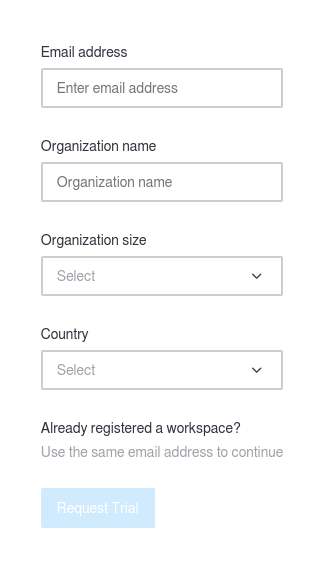 Email address
Enter email address
Organization name
Organization name
Organization size
Select
Country
Select
Already registered a workspace?
Use the same email address to continue
Request Trial